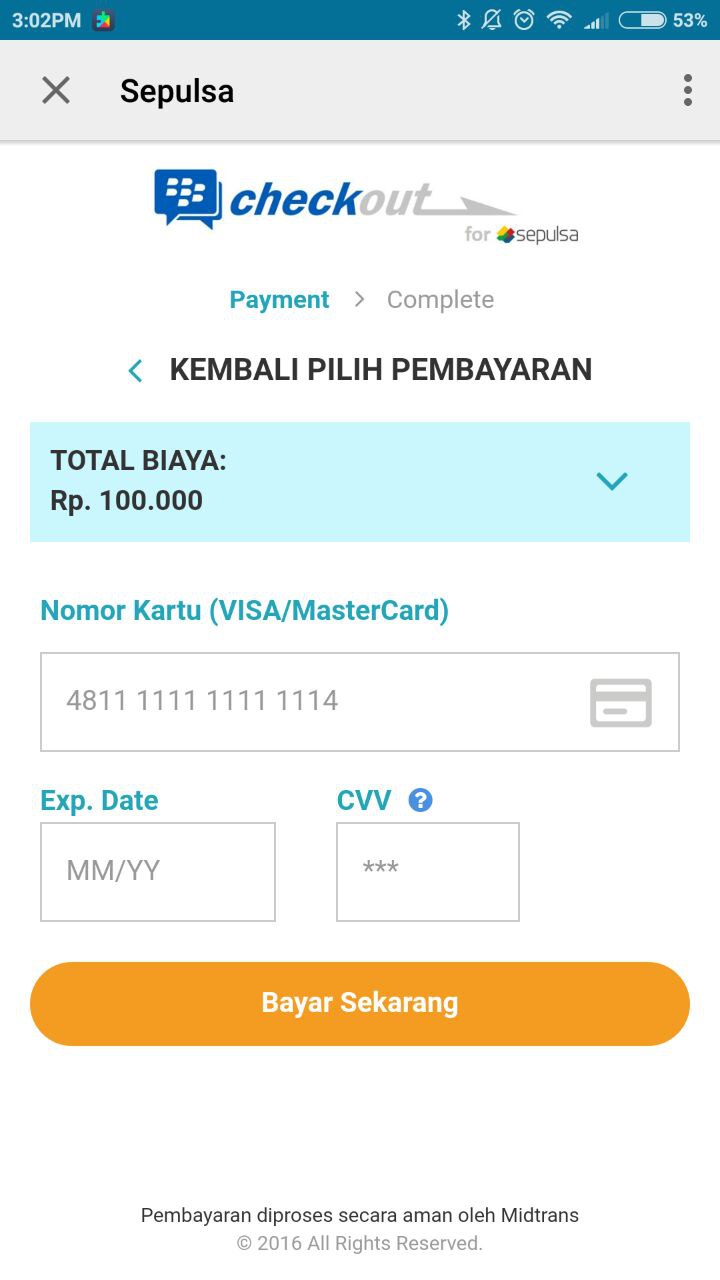 3:02PM 53%
Sepulsa
checkout
for sepulsa
Payment > Complete
KEMBALI PILIH PEMBAYARAN
TOTAL BIAYA:
Rp. 100.000
Nomor Kartu (VISA/MasterCard)
4811 1111 1111 1114
Exp. Date CVV ?
MM/YY ***
Bayar Sekarang
Pembayaran diproses secara aman oleh Midtrans
© 2016 All Rights Reserved.